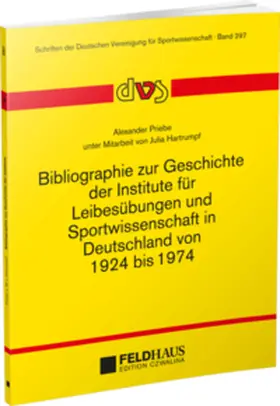 Schriften der Deutschen Vereinigung für Sportwissenschaft · Band 297
dvs
Alexander Priebe
unter Mitarbeit von Julia Hartrumpf
Bibliographie zur Geschichte
der Institute für
Leibesübungen und
Sportwissenschaft in
Deutschland von
1924 bis 1974
FELDHAUS
EDITION CZWALINA